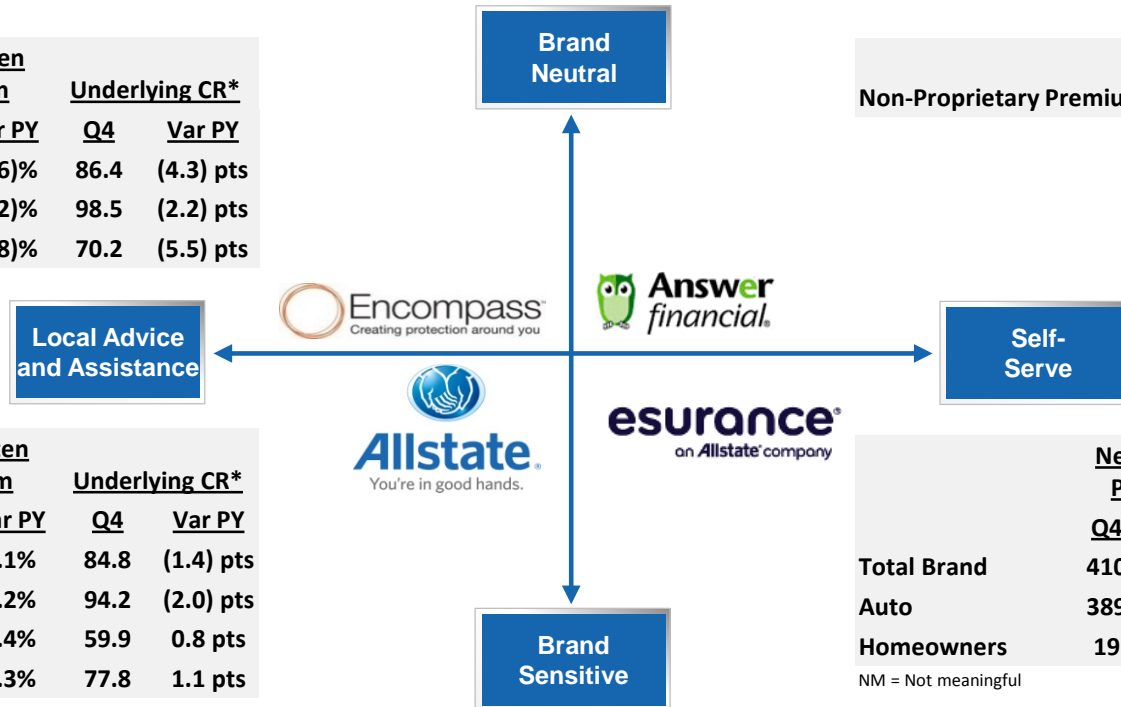 Brand
Neutral
Underlying CR*
r PY Q4 Var PY
6)% 86.4 (4.3) pts
2)% 98.5 (2.2) pts
8)% 70.2 (5.5) pts
Non-Proprietary Premiu
Encompass
Creating protection around you
Answer
financial
Local Advice
and Assistance
Self-
Serve
Allstate
You're in good hands.
esurance
an Allstate company
Underlying CR*
ar PY Q4 Var PY
.1% 84.8 (1.4) pts
.2% 94.2 (2.0) pts
.4% 59.9 0.8 pts
.3% 77.8 1.1 pts
Ne
P
Q4
Total Brand 410
Auto 389
Homeowners 19
NM = Not meaningful
Brand
Sensitive